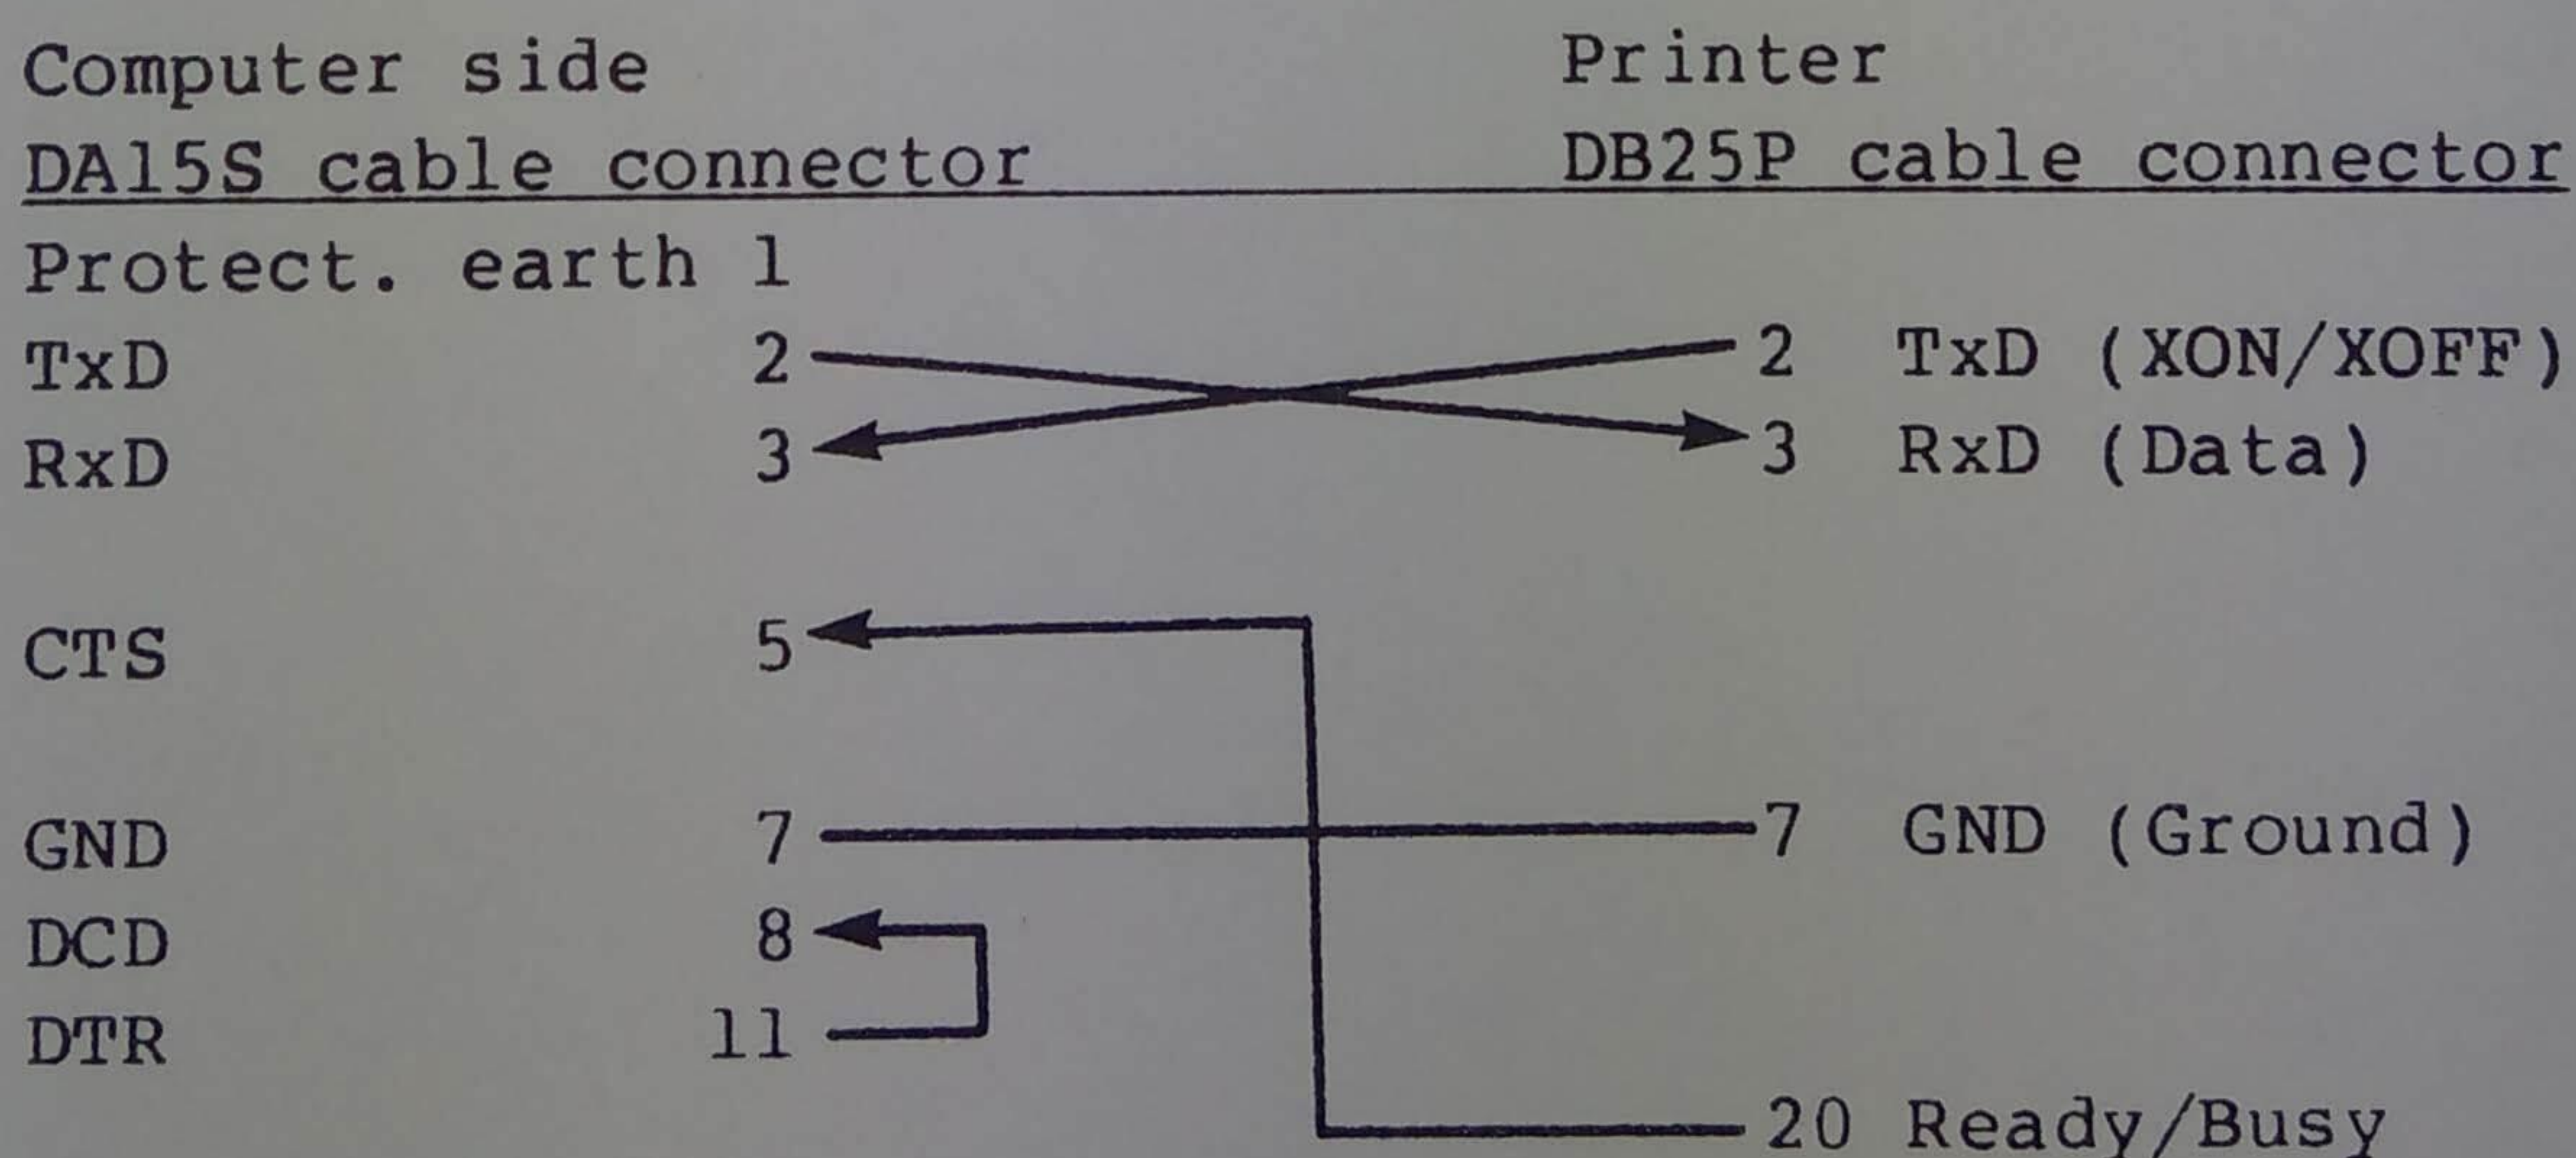 Computer side Printer
DA15S cable connector DB25P cable connector
Protect. earth 1
TxD 2 2 TxD (XON/XOFF)
RxD 3 3 RxD (Data)
CTS 5
GND 7 7 GND (Ground)
DCD 8
DTR 11
20 Ready/Busy